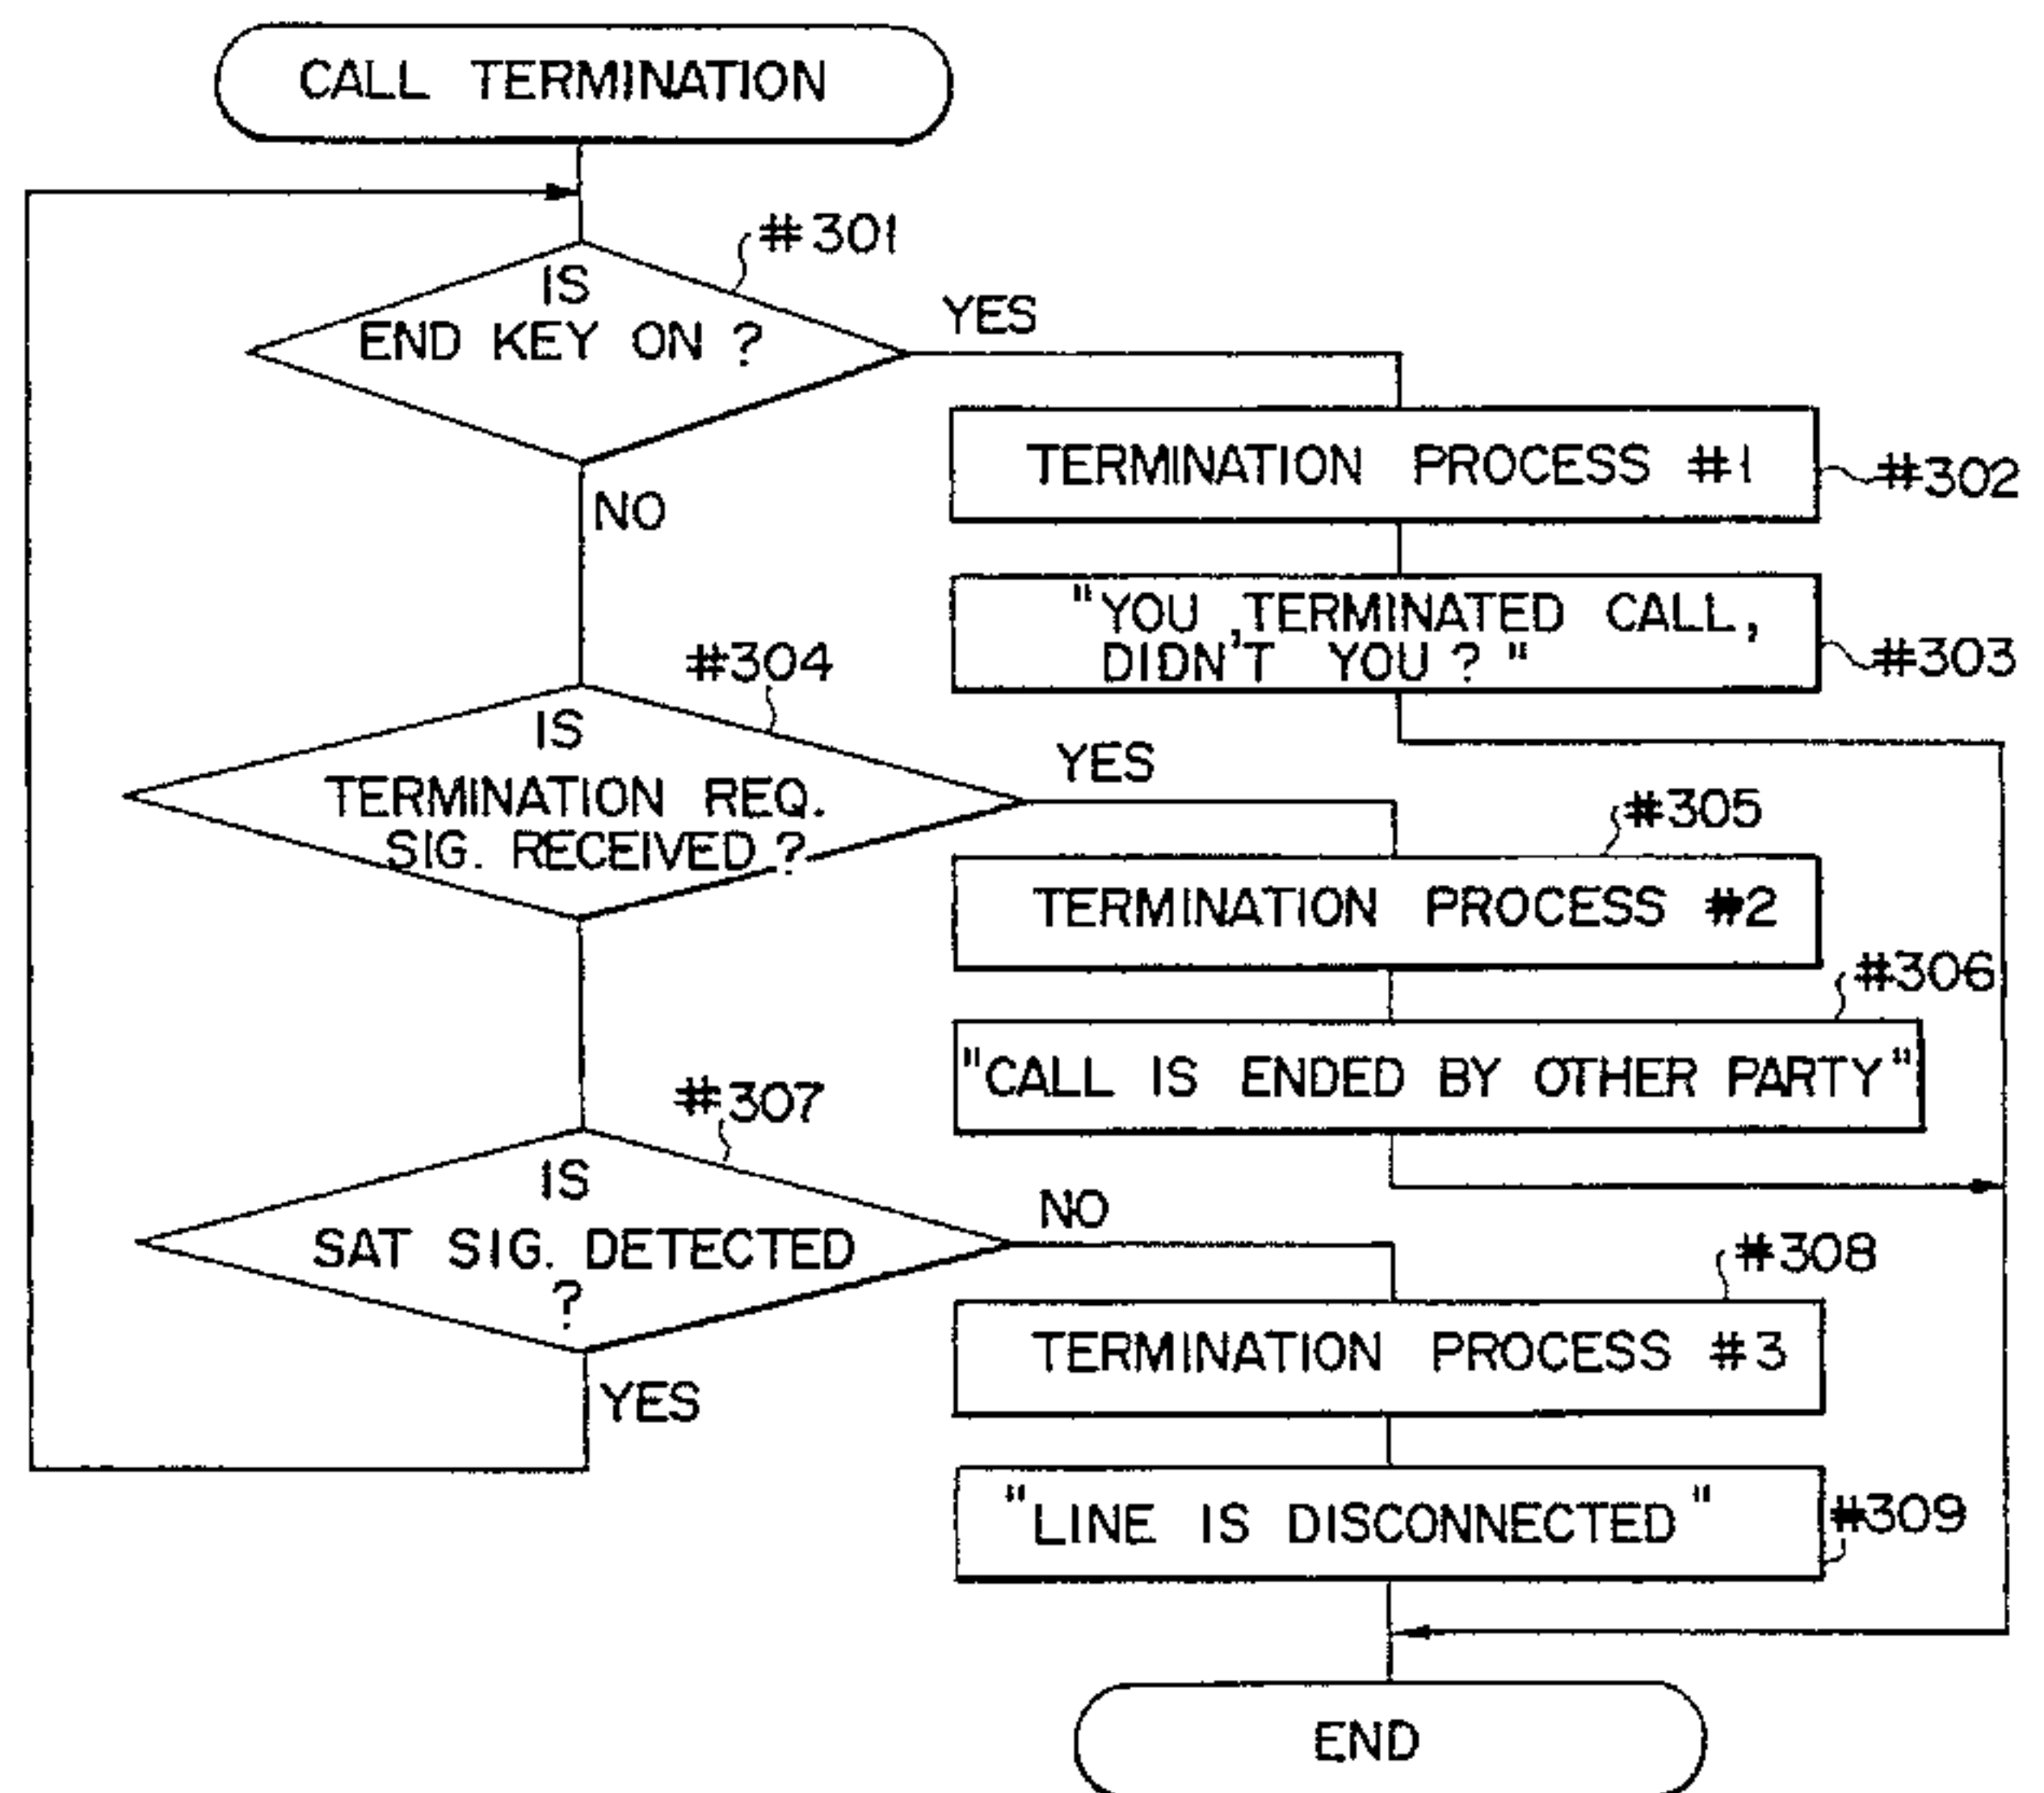 CALL TERMINATION
#301
IS
END KEY ON ?
YES
NO
TERMINATION PROCESS #1
#302
"YOU ,TERMINATED CALL,
DIDN'T YOU ? "
#303
#304
IS
TERMINATION REQ.
SIG. RECEIVED ?
YES
#305
TERMINATION PROCESS #2
#306
"CALL IS ENDED BY OTHER PARTY"
#307
IS
SAT SIG. DETECTED
?
NO
YES
#308
TERMINATION PROCESS #3
"LINE IS DISCONNECTED"
#309
END